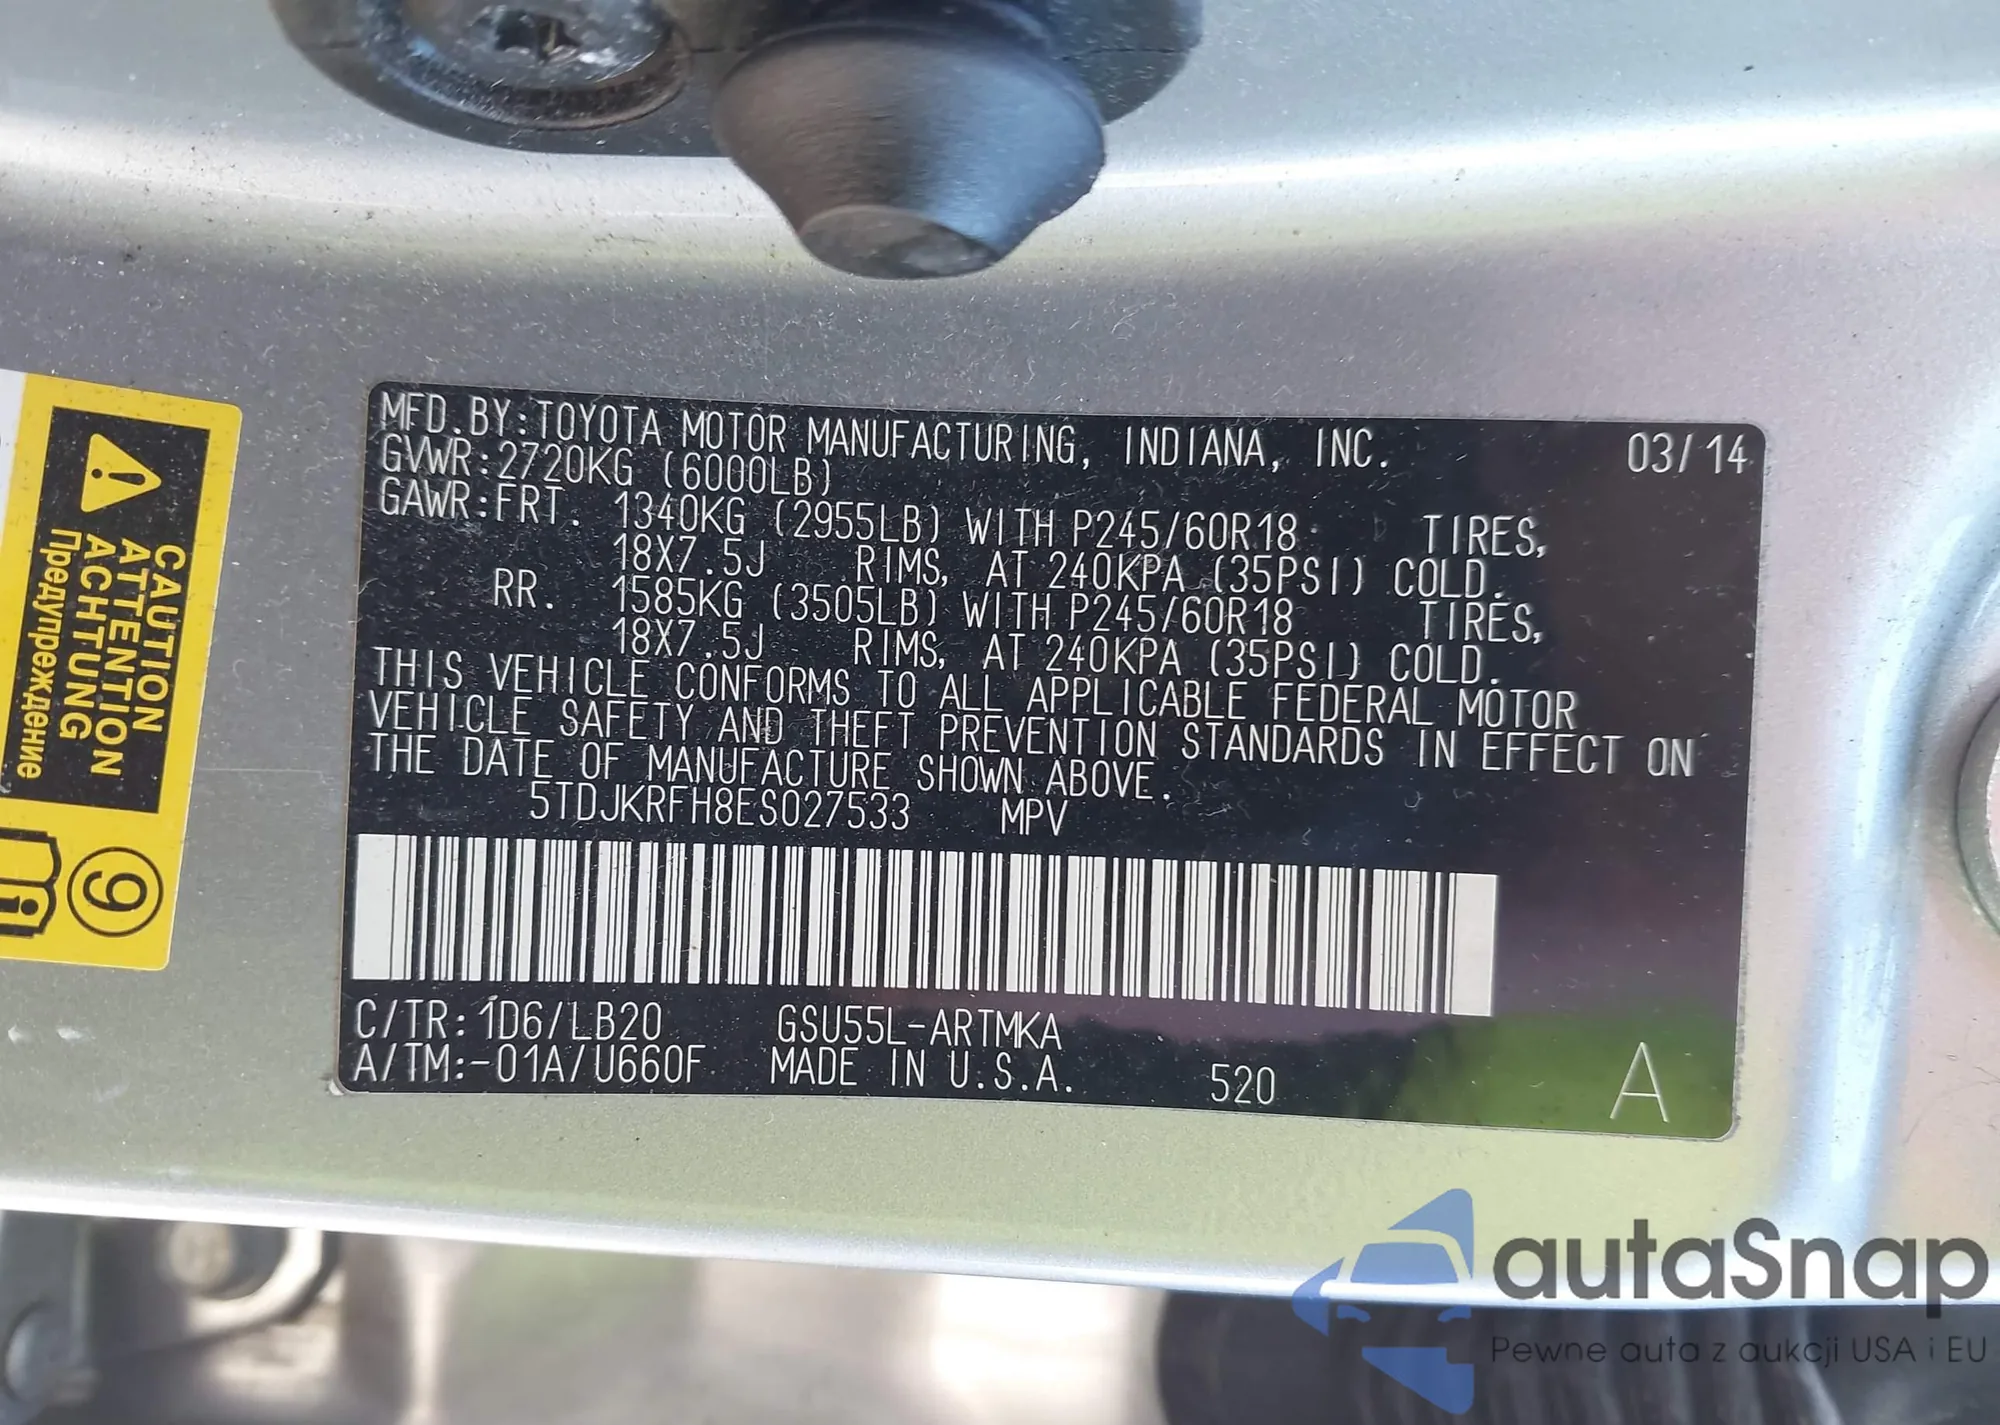 MFD.BY:TOYOTA MOTOR MANUFACTURING, INDIANA, INC. 03/14
GVWR:2720KG (6000LB)
GAWR:FRT. 1340KG (2955LB) WITH P245/60R18 TIRES,
18X7.5J RIMS, AT 240KPA (35PSI) COLD.
RR. 1585KG (3505LB) WITH P245/60R18 TIRES,
18X7.5J RIMS, AT 240KPA (35PSI) COLD.
THIS VEHICLE CONFORMS TO ALL APPLICABLE FEDERAL MOTOR
VEHICLE SAFETY AND THEFT PREVENTION STANDARDS IN EFFECT ON
THE DATE OF MANUFACTURE SHOWN ABOVE.
5TDJKRFH8ES027533 MPV
C/TR:1D6/LB20 GSU55L-ARTMKA
A/TM:-01A/U660F MADE IN U.S.A. 520 A
CAUTION
ATTENTION
ACHTUNG
Предупреждение
9
autaSnap
Pewne auta z aukcji USA i EU